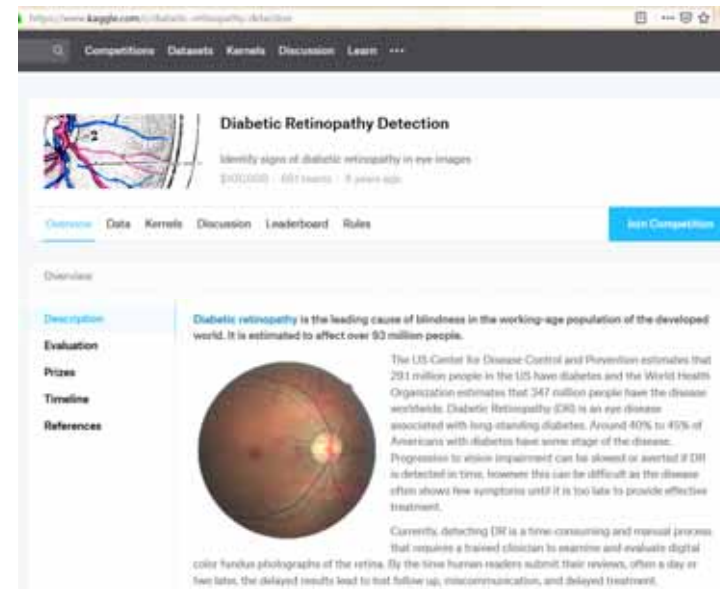 https://www.kaggle.com/c/diabetic-retinopathy-detection
Competitions Datasets Kernels Discussion Learn ...
Diabetic Retinopathy Detection
Identify signs of diabetic retinopathy in eye images
$100,000 · 661 teams · years ago
Overview Data Kernels Discussion Leaderboard Rules
Join Competition
Overview
Description
Evaluation
Prizes
Timeline
References
Diabetic retinopathy is the leading cause of blindness in the working-age population of the developed
world. It is estimated to affect over 93 million people.
The US Center for Disease Control and Prevention estimates that
29.1 million people in the US have diabetes and the World Health
Organization estimates that 347 million people have the disease
worldwide. Diabetic Retinopathy (DR) is an eye disease
associated with long-standing diabetes. Around 40% to 45% of
Americans with diabetes have some stage of the disease.
Progression to vision impairment can be slowed or averted if DR
is detected in time, however this can be difficult as the disease
often shows few symptoms until it is too late to provide effective
treatment.
Currently, detecting DR is a time-consuming and manual process
that requires a trained clinician to examine and evaluate digital
color fundus photographs of the retina. By the time human readers submit their reviews, often a day or
two later, the delayed results lead to lost follow up, miscommunication, and delayed treatment.